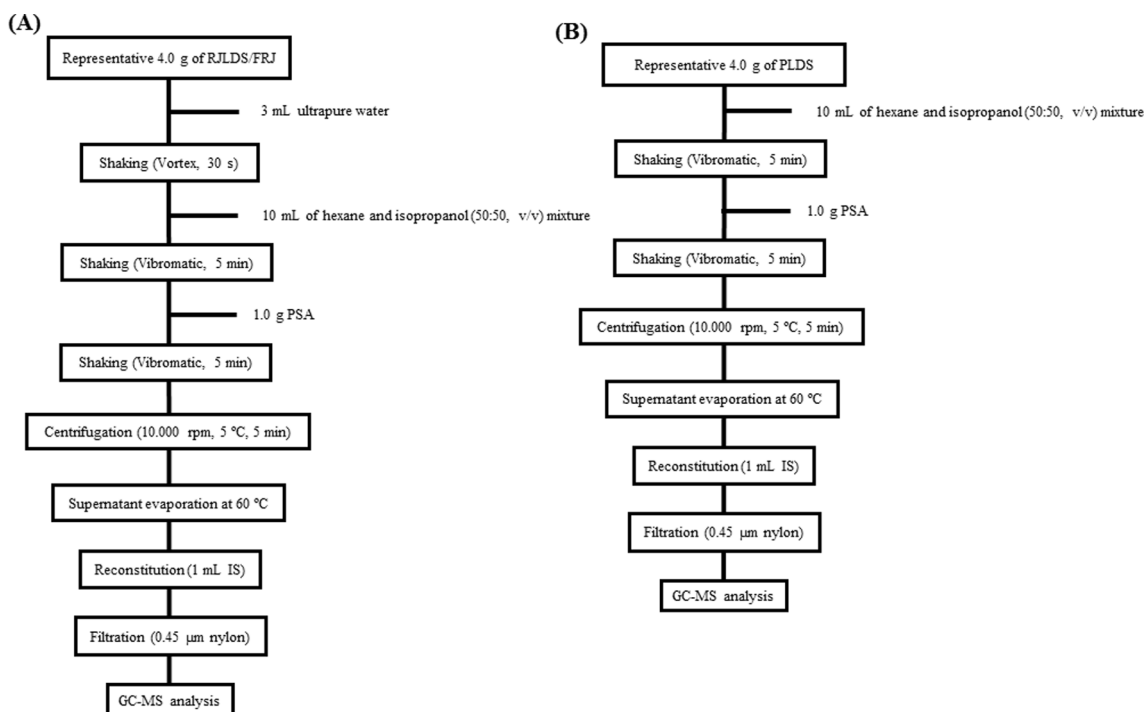 (A)
Representative 4.0 g of RJLDS/FRJ
3 mL ultrapure water
Shaking (Vortex, 30 s)
10 mL of hexane and isopropanol (50:50, v/v) mixture
Shaking (Vibromatic, 5 min)
1.0 g PSA
Shaking (Vibromatic, 5 min)
Centrifugation (10.000 rpm, 5 °C, 5 min)
Supernatant evaporation at 60 °C
Reconstitution (1 mL IS)
Filtration (0.45 µm nylon)
GC-MS analysis
(B)
Representative 4.0 g of PLDS
10 mL of hexane and isopropanol (50:50, v/v) mixture
Shaking (Vibromatic, 5 min)
1.0 g PSA
Shaking (Vibromatic, 5 min)
Centrifugation (10.000 rpm, 5 °C, 5 min)
Supernatant evaporation at 60 °C
Reconstitution (1 mL IS)
Filtration (0.45 µm nylon)
GC-MS analysis